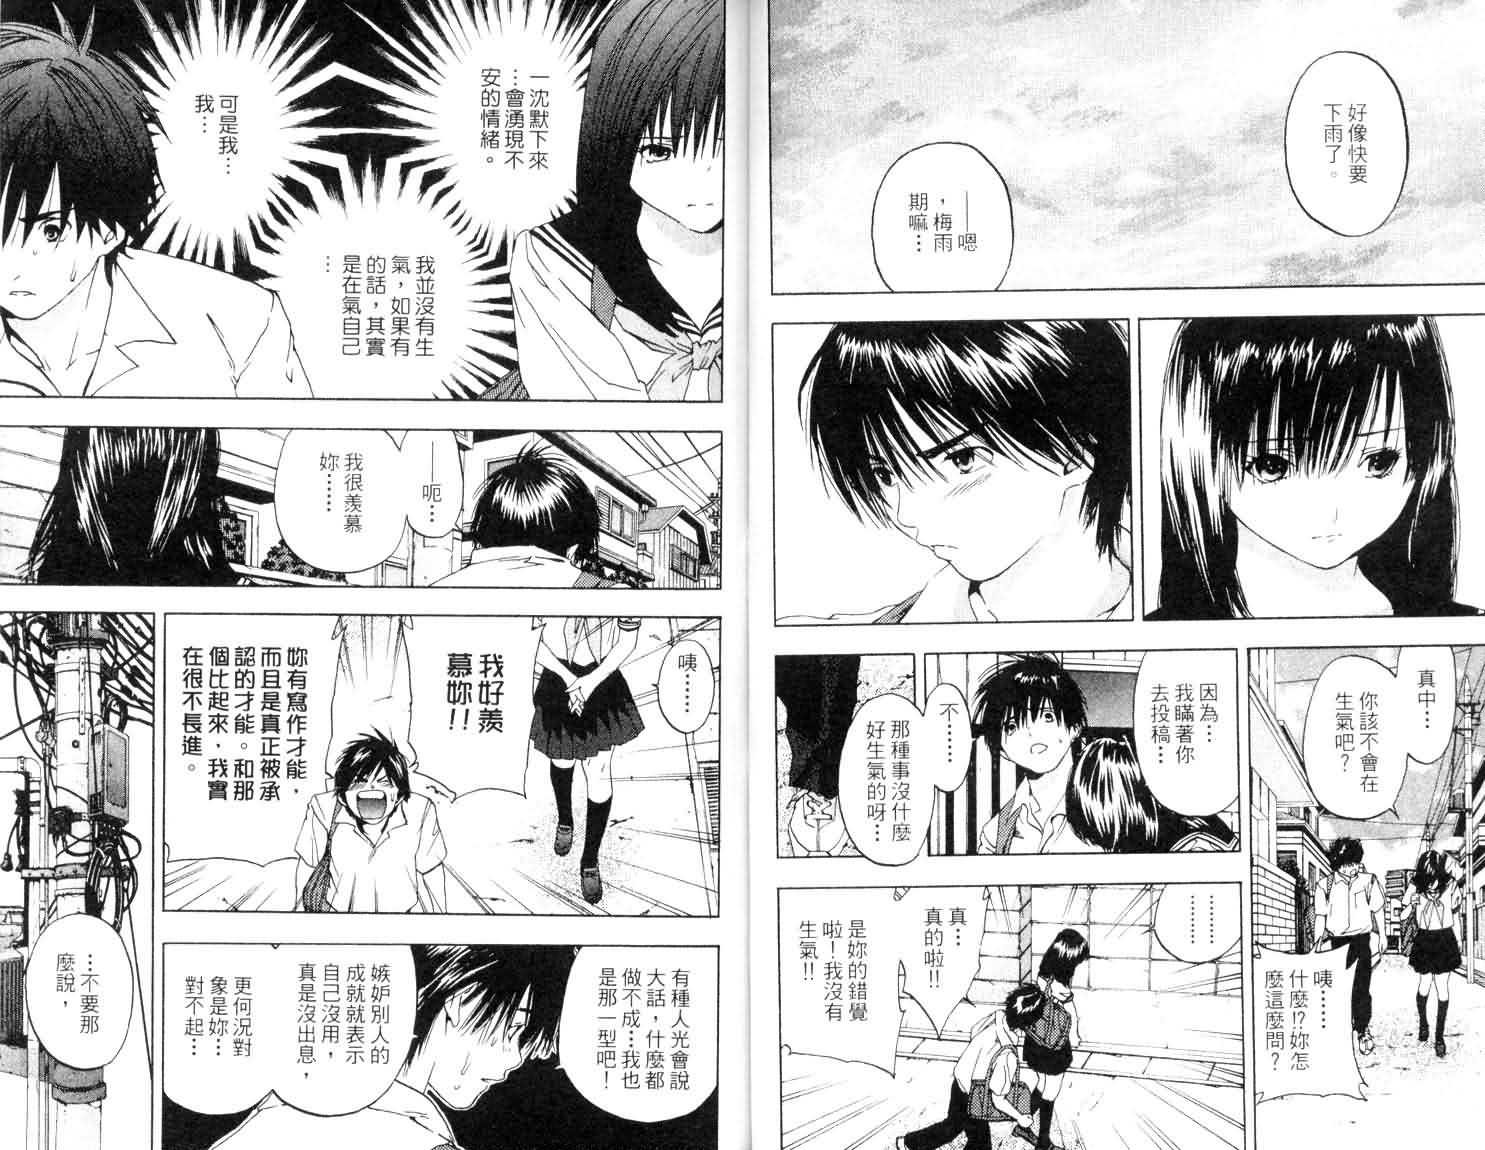 好像快要
下雨了。
——嗯
，梅雨
期嘛…
真中…
你該不會在
生氣吧？
咦……
什麼!?妳怎
麼這麼問？
因為…
我瞞著你
去投稿…
不……
那種事沒什麼
好生氣的呀…
………
………
真…
真的啦!!
是妳的錯覺
啦！我沒有
生氣!!
一沈默下來
…會湧現不
安的情緒。
我並沒有生
氣，如果有
的話，其實
是在氣自己
…
可是我…
我…
——呃…
我很羨慕
妳……
咦……
我好羨
慕妳!!
妳有寫作才能，
而且是真正被承
認的才能。和那
個比起來，我實
在很不長進。
有種人光會說
大話，什麼都
做不成…我也
是那一型吧！
嫉妒別人的
成就就表示
自己沒用，
真是沒出息，
更何況對
象是妳…
對不起…
…不要那
麼說，